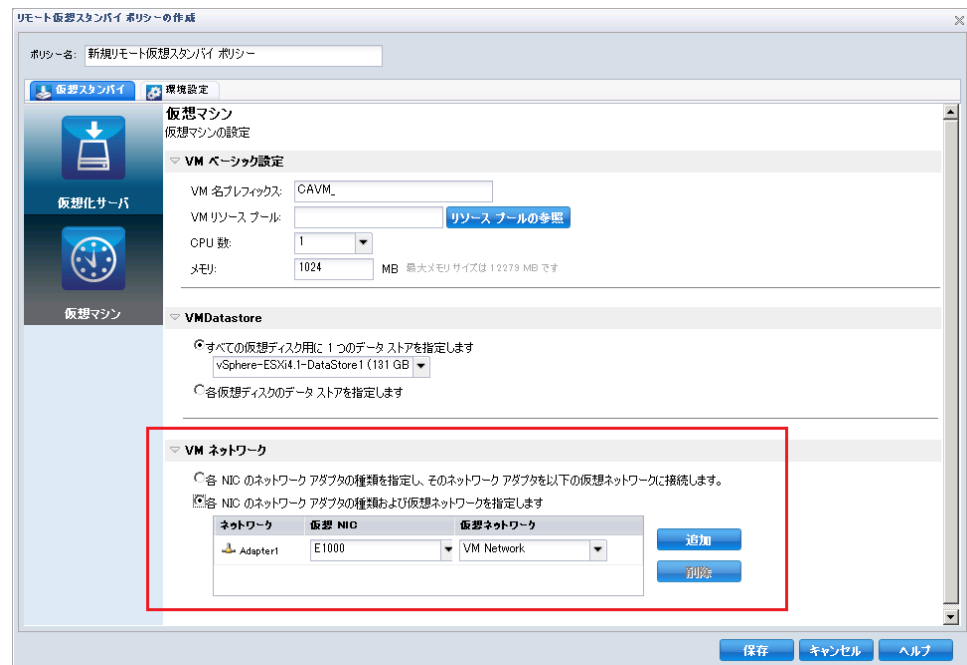 リモート仮想スタンバイ ポリシーの作成
ポリシー名: 新規リモート仮想スタンバイ ポリシー
仮想スタンバイ 環境設定
仮想マシン
仮想マシンの設定
仮想化サーバ
仮想マシン
VM ベーシック設定
VM 名プレフィックス: CAVM_
VM リソース プール: リソース プールの参照
CPU 数: 1
メモリ: 1024 MB 最大メモリ サイズは 12279 MB です
VMDatastore
すべての仮想ディスク用に 1 つのデータ ストアを指定します
vSphere-ESXi4.1-DataStore1 (131 GB
各仮想ディスクのデータ ストアを指定します
VM ネットワーク
各 NIC のネットワーク アダプタの種類を指定し、そのネットワーク アダプタを以下の仮想ネットワークに接続します。
各 NIC のネットワーク アダプタの種類および仮想ネットワークを指定します
ネットワーク 仮想 NIC 仮想ネットワーク
Adapter1 E1000 VM Network
追加
削除
保存 キャンセル ヘルプ